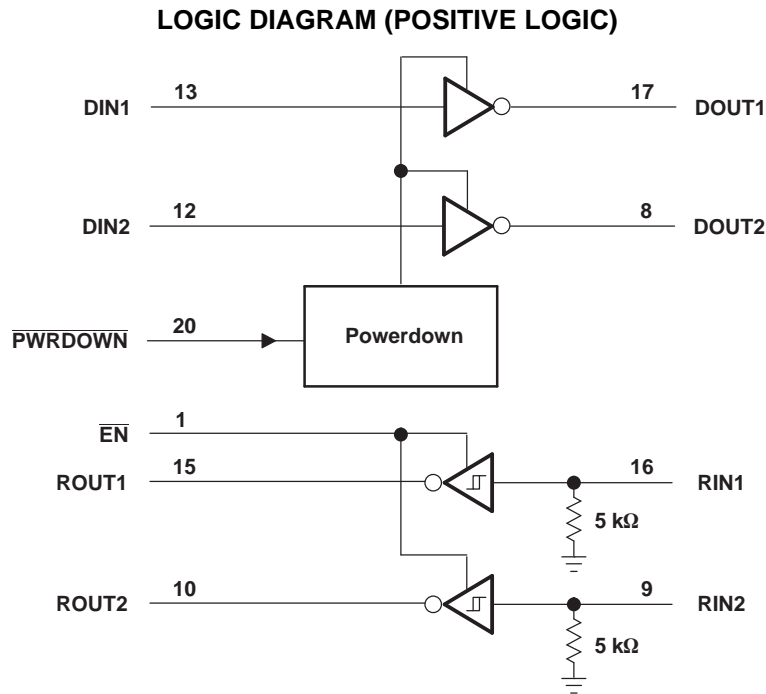 LOGIC DIAGRAM (POSITIVE LOGIC)
DIN1 13 17 DOUT1
DIN2 12 8 DOUT2
PWRDOWN 20 Powerdown
EN 1
ROUT1 15 16 RIN1
5 kΩ
ROUT2 10 9 RIN2
5 kΩ